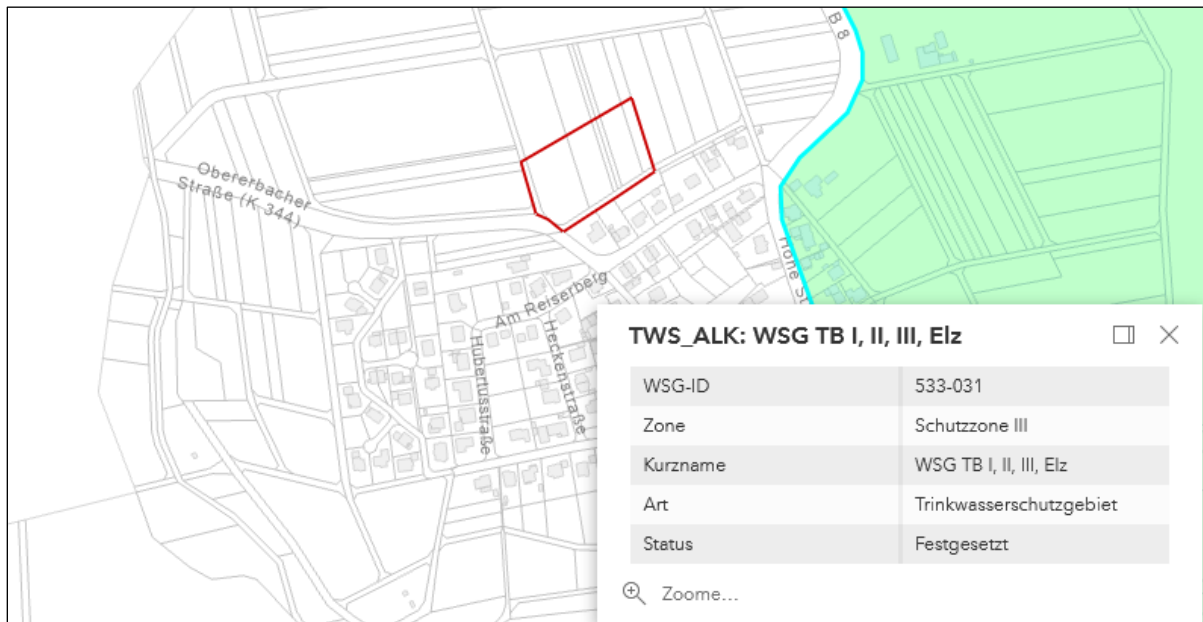 B 8
Obererbacher
Straße (K 344)
Hohe St
Am Reiserberg
Heckenstraße
Hubertusstraße
TWS_ALK: WSG TB I, II, III, Elz
WSG-ID 533-031
Zone Schutzzone III
Kurzname WSG TB I, II, III, Elz
Art Trinkwasserschutzgebiet
Status Festgesetzt
Zoome...